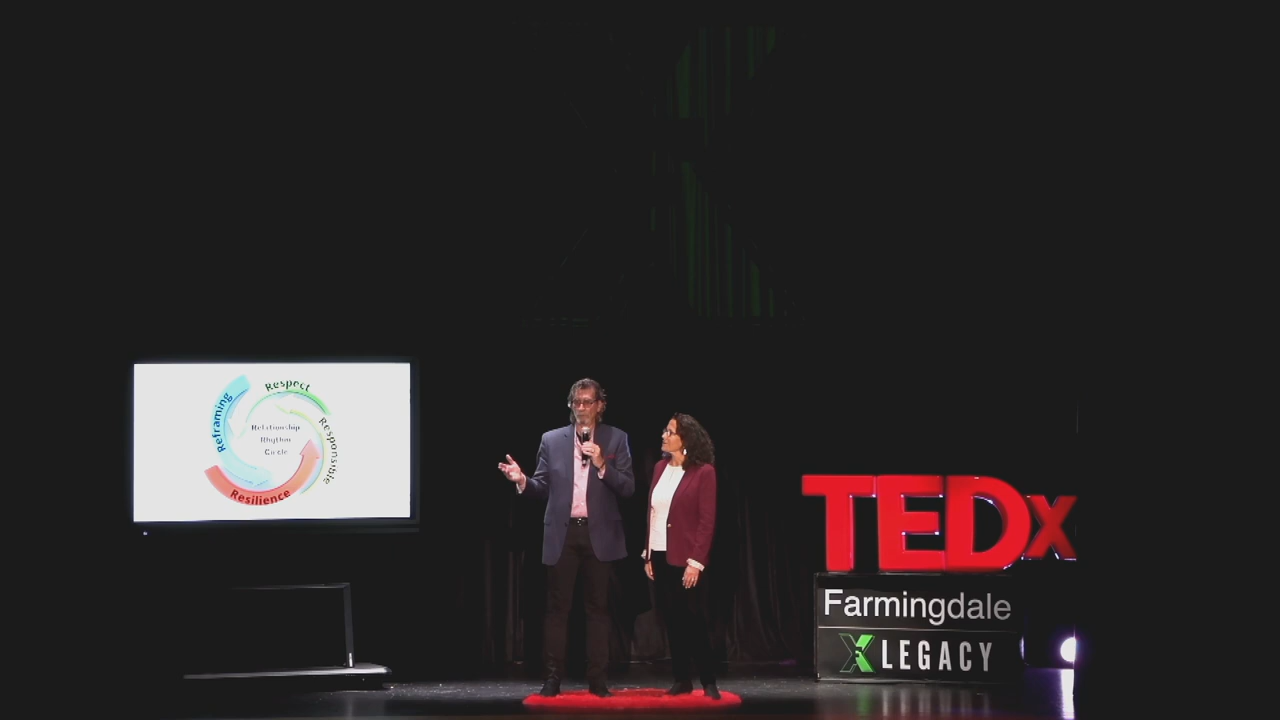 Respect
Reframing
Responsible
Relationship
Rhythm
Circle
Resilience
TEDx
Farmingdale
X LEGACY